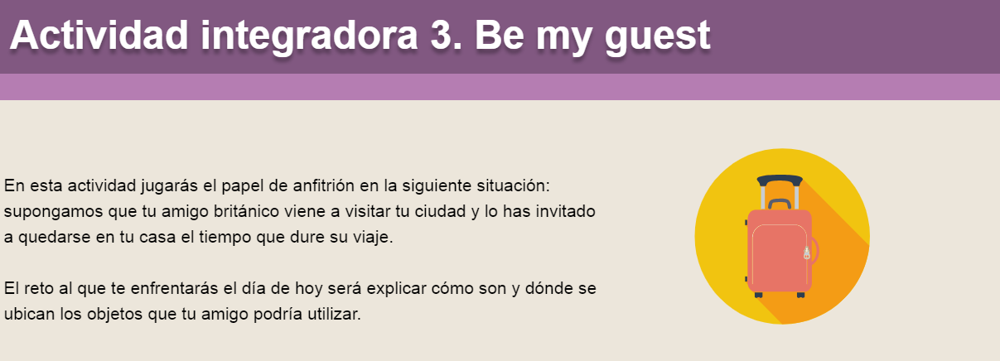 Actividad integradora 3. Be my guest
En esta actividad jugarás el papel de anfitrión en la siguiente situación:
supongamos que tu amigo británico viene a visitar tu ciudad y lo has invitado
a quedarse en tu casa el tiempo que dure su viaje.
El reto al que te enfrentarás el día de hoy será explicar cómo son y dónde se
ubican los objetos que tu amigo podría utilizar.